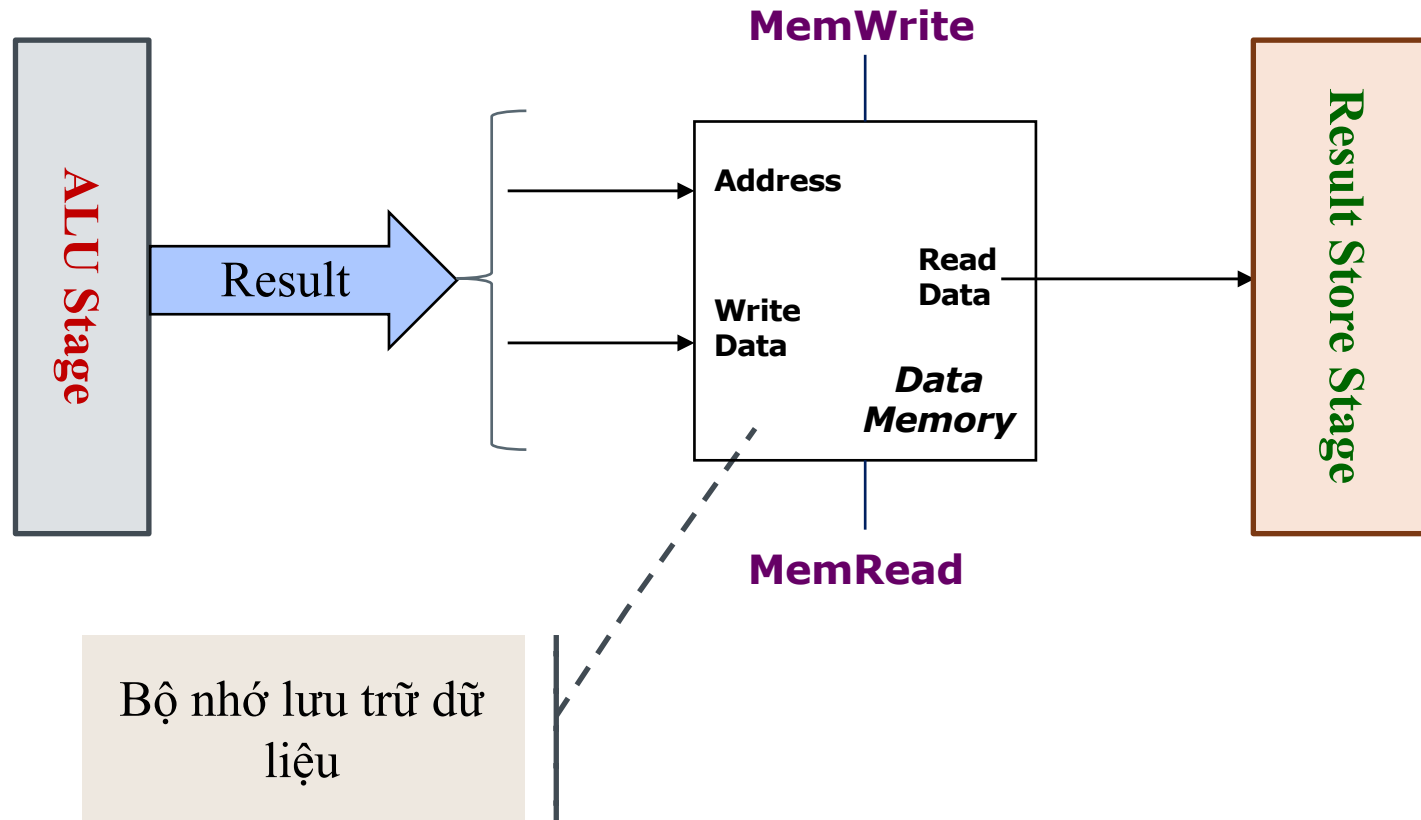 MemWrite
ALU Stage
Result
Address
Write
Data
Read
Data
Data
Memory
Result Store Stage
MemRead
Bộ nhớ lưu trữ dữ
liệu